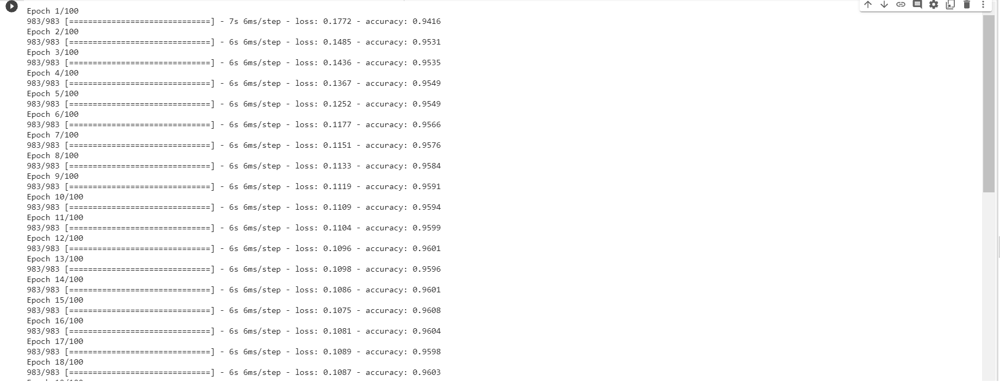 Epoch 1/100
983/983 [==============================] - 7s 6ms/step - loss: 0.1772 - accuracy: 0.9416
Epoch 2/100
983/983 [==============================] - 6s 6ms/step - loss: 0.1485 - accuracy: 0.9531
Epoch 3/100
983/983 [==============================] - 6s 6ms/step - loss: 0.1436 - accuracy: 0.9535
Epoch 4/100
983/983 [==============================] - 6s 6ms/step - loss: 0.1367 - accuracy: 0.9549
Epoch 5/100
983/983 [==============================] - 6s 6ms/step - loss: 0.1252 - accuracy: 0.9549
Epoch 6/100
983/983 [==============================] - 6s 6ms/step - loss: 0.1177 - accuracy: 0.9566
Epoch 7/100
983/983 [==============================] - 6s 6ms/step - loss: 0.1151 - accuracy: 0.9576
Epoch 8/100
983/983 [==============================] - 6s 6ms/step - loss: 0.1133 - accuracy: 0.9584
Epoch 9/100
983/983 [==============================] - 6s 6ms/step - loss: 0.1119 - accuracy: 0.9591
Epoch 10/100
983/983 [==============================] - 6s 6ms/step - loss: 0.1109 - accuracy: 0.9594
Epoch 11/100
983/983 [==============================] - 6s 6ms/step - loss: 0.1104 - accuracy: 0.9599
Epoch 12/100
983/983 [==============================] - 6s 6ms/step - loss: 0.1096 - accuracy: 0.9601
Epoch 13/100
983/983 [==============================] - 6s 6ms/step - loss: 0.1098 - accuracy: 0.9596
Epoch 14/100
983/983 [==============================] - 6s 6ms/step - loss: 0.1086 - accuracy: 0.9601
Epoch 15/100
983/983 [==============================] - 6s 6ms/step - loss: 0.1075 - accuracy: 0.9608
Epoch 16/100
983/983 [==============================] - 6s 6ms/step - loss: 0.1081 - accuracy: 0.9604
Epoch 17/100
983/983 [==============================] - 6s 6ms/step - loss: 0.1089 - accuracy: 0.9598
Epoch 18/100
983/983 [==============================] - 6s 6ms/step - loss: 0.1087 - accuracy: 0.9603